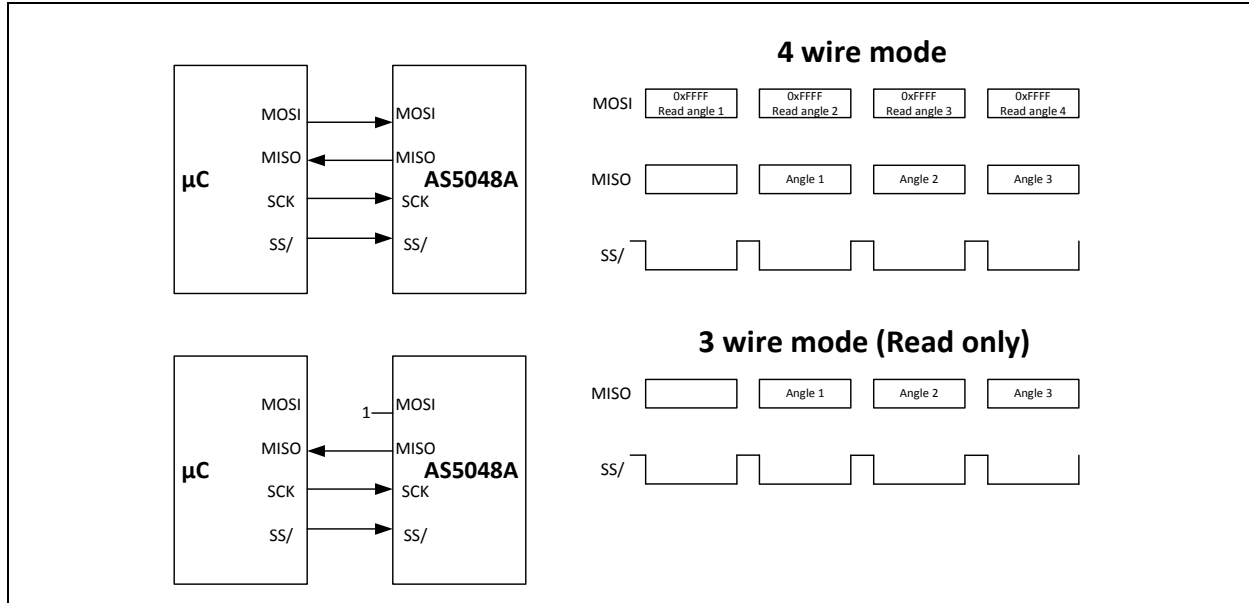 4 wire mode
MOSI
0xFFFF
Read angle 1
0xFFFF
Read angle 2
0xFFFF
Read angle 3
0xFFFF
Read angle 4
MISO
Angle 1
Angle 2
Angle 3
SS/
µC
MOSI
MISO
SCK
SS/
MOSI
MISO
AS5048A
SCK
SS/
3 wire mode (Read only)
MISO
Angle 1
Angle 2
Angle 3
SS/
µC
MOSI
MISO
SCK
SS/
1
MOSI
MISO
AS5048A
SCK
SS/